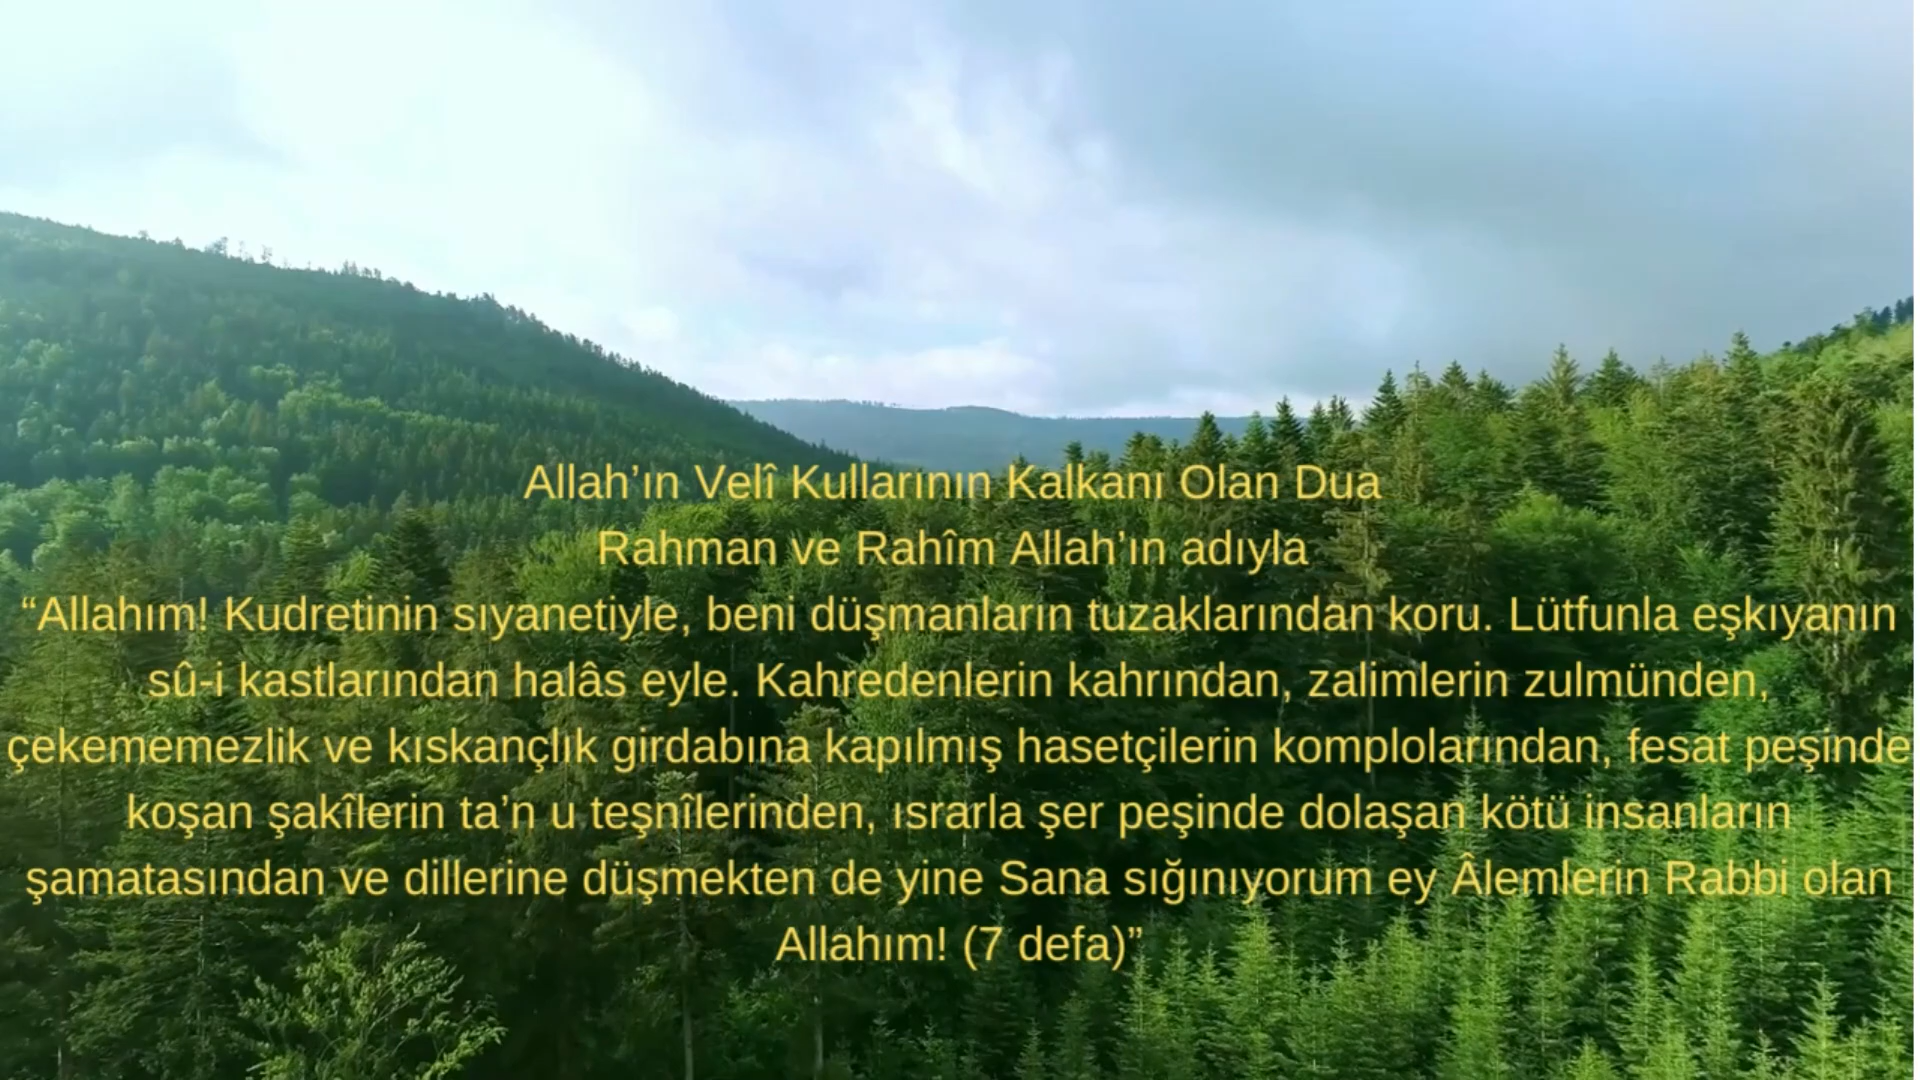 Allah’ın Velî Kullarının Kalkanı Olan Dua
Rahman ve Rahîm Allah’ın adıyla
“Allahım! Kudretinin sıyanetiyle, beni düşmanların tuzaklarından koru. Lütfunla eşkıyanın
sû-i kastlarından halâs eyle. Kahredenlerin kahrından, zalimlerin zulmünden,
çekememezlik ve kıskançlık girdabına kapılmış hasetçilerin komplolarından, fesat peşinde
koşan şakîlerin ta’n u teşnîlerinden, ısrarla şer peşinde dolaşan kötü insanların
şamatasından ve dillerine düşmekten de yine Sana sığınıyorum ey Âlemlerin Rabbi olan
Allahım! (7 defa)”